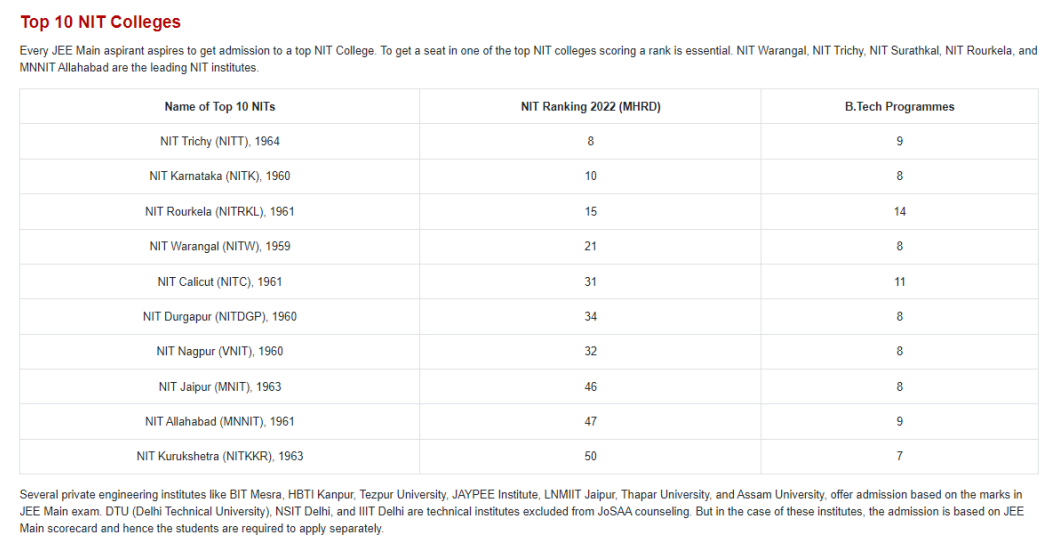 Top 10 NIT Colleges
Every JEE Main aspirant aspires to get admission to a top NIT College. To get a seat in one of the top NIT colleges scoring a rank is essential. NIT Warangal, NIT Trichy, NIT Surathkal, NIT Rourkela, and
MNNIT Allahabad are the leading NIT institutes.
Name of Top 10 NITs NIT Ranking 2022 (MHRD) B.Tech Programmes
NIT Trichy (NITT), 1964 8 9
NIT Karnataka (NITK), 1960 10 8
NIT Rourkela (NITRKL), 1961 15 14
NIT Warangal (NITW), 1959 21 8
NIT Calicut (NITC), 1961 31 11
NIT Durgapur (NITDGP), 1960 34 8
NIT Nagpur (VNIT), 1960 32 8
NIT Jaipur (MNIT), 1963 46 8
NIT Allahabad (MNNIT), 1961 47 9
NIT Kurukshetra (NITKKR), 1963 50 7
Several private engineering institutes like BIT Mesra, HBTI Kanpur, Tezpur University, JAYPEE Institute, LNMIIT Jaipur, Thapar University, and Assam University, offer admission based on the marks in
JEE Main exam. DTU (Delhi Technical University), NSIT Delhi, and IIIT Delhi are technical institutes excluded from JoSAA counseling. But in the case of these institutes, the admission is based on JEE
Main scorecard and hence the students are required to apply separately.